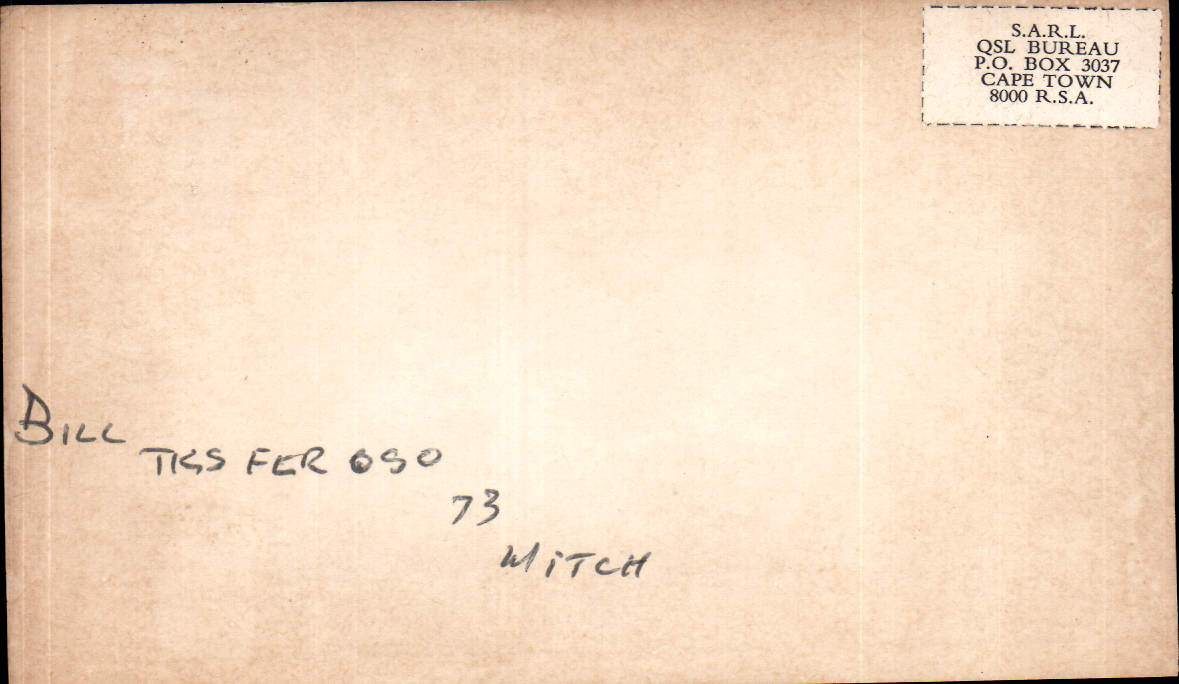 S.A.R.L.
QSL BUREAU
P.O. BOX 3037
CAPE TOWN
8000 R.S.A.
BILL
TKS FER QSO
73
MITCH